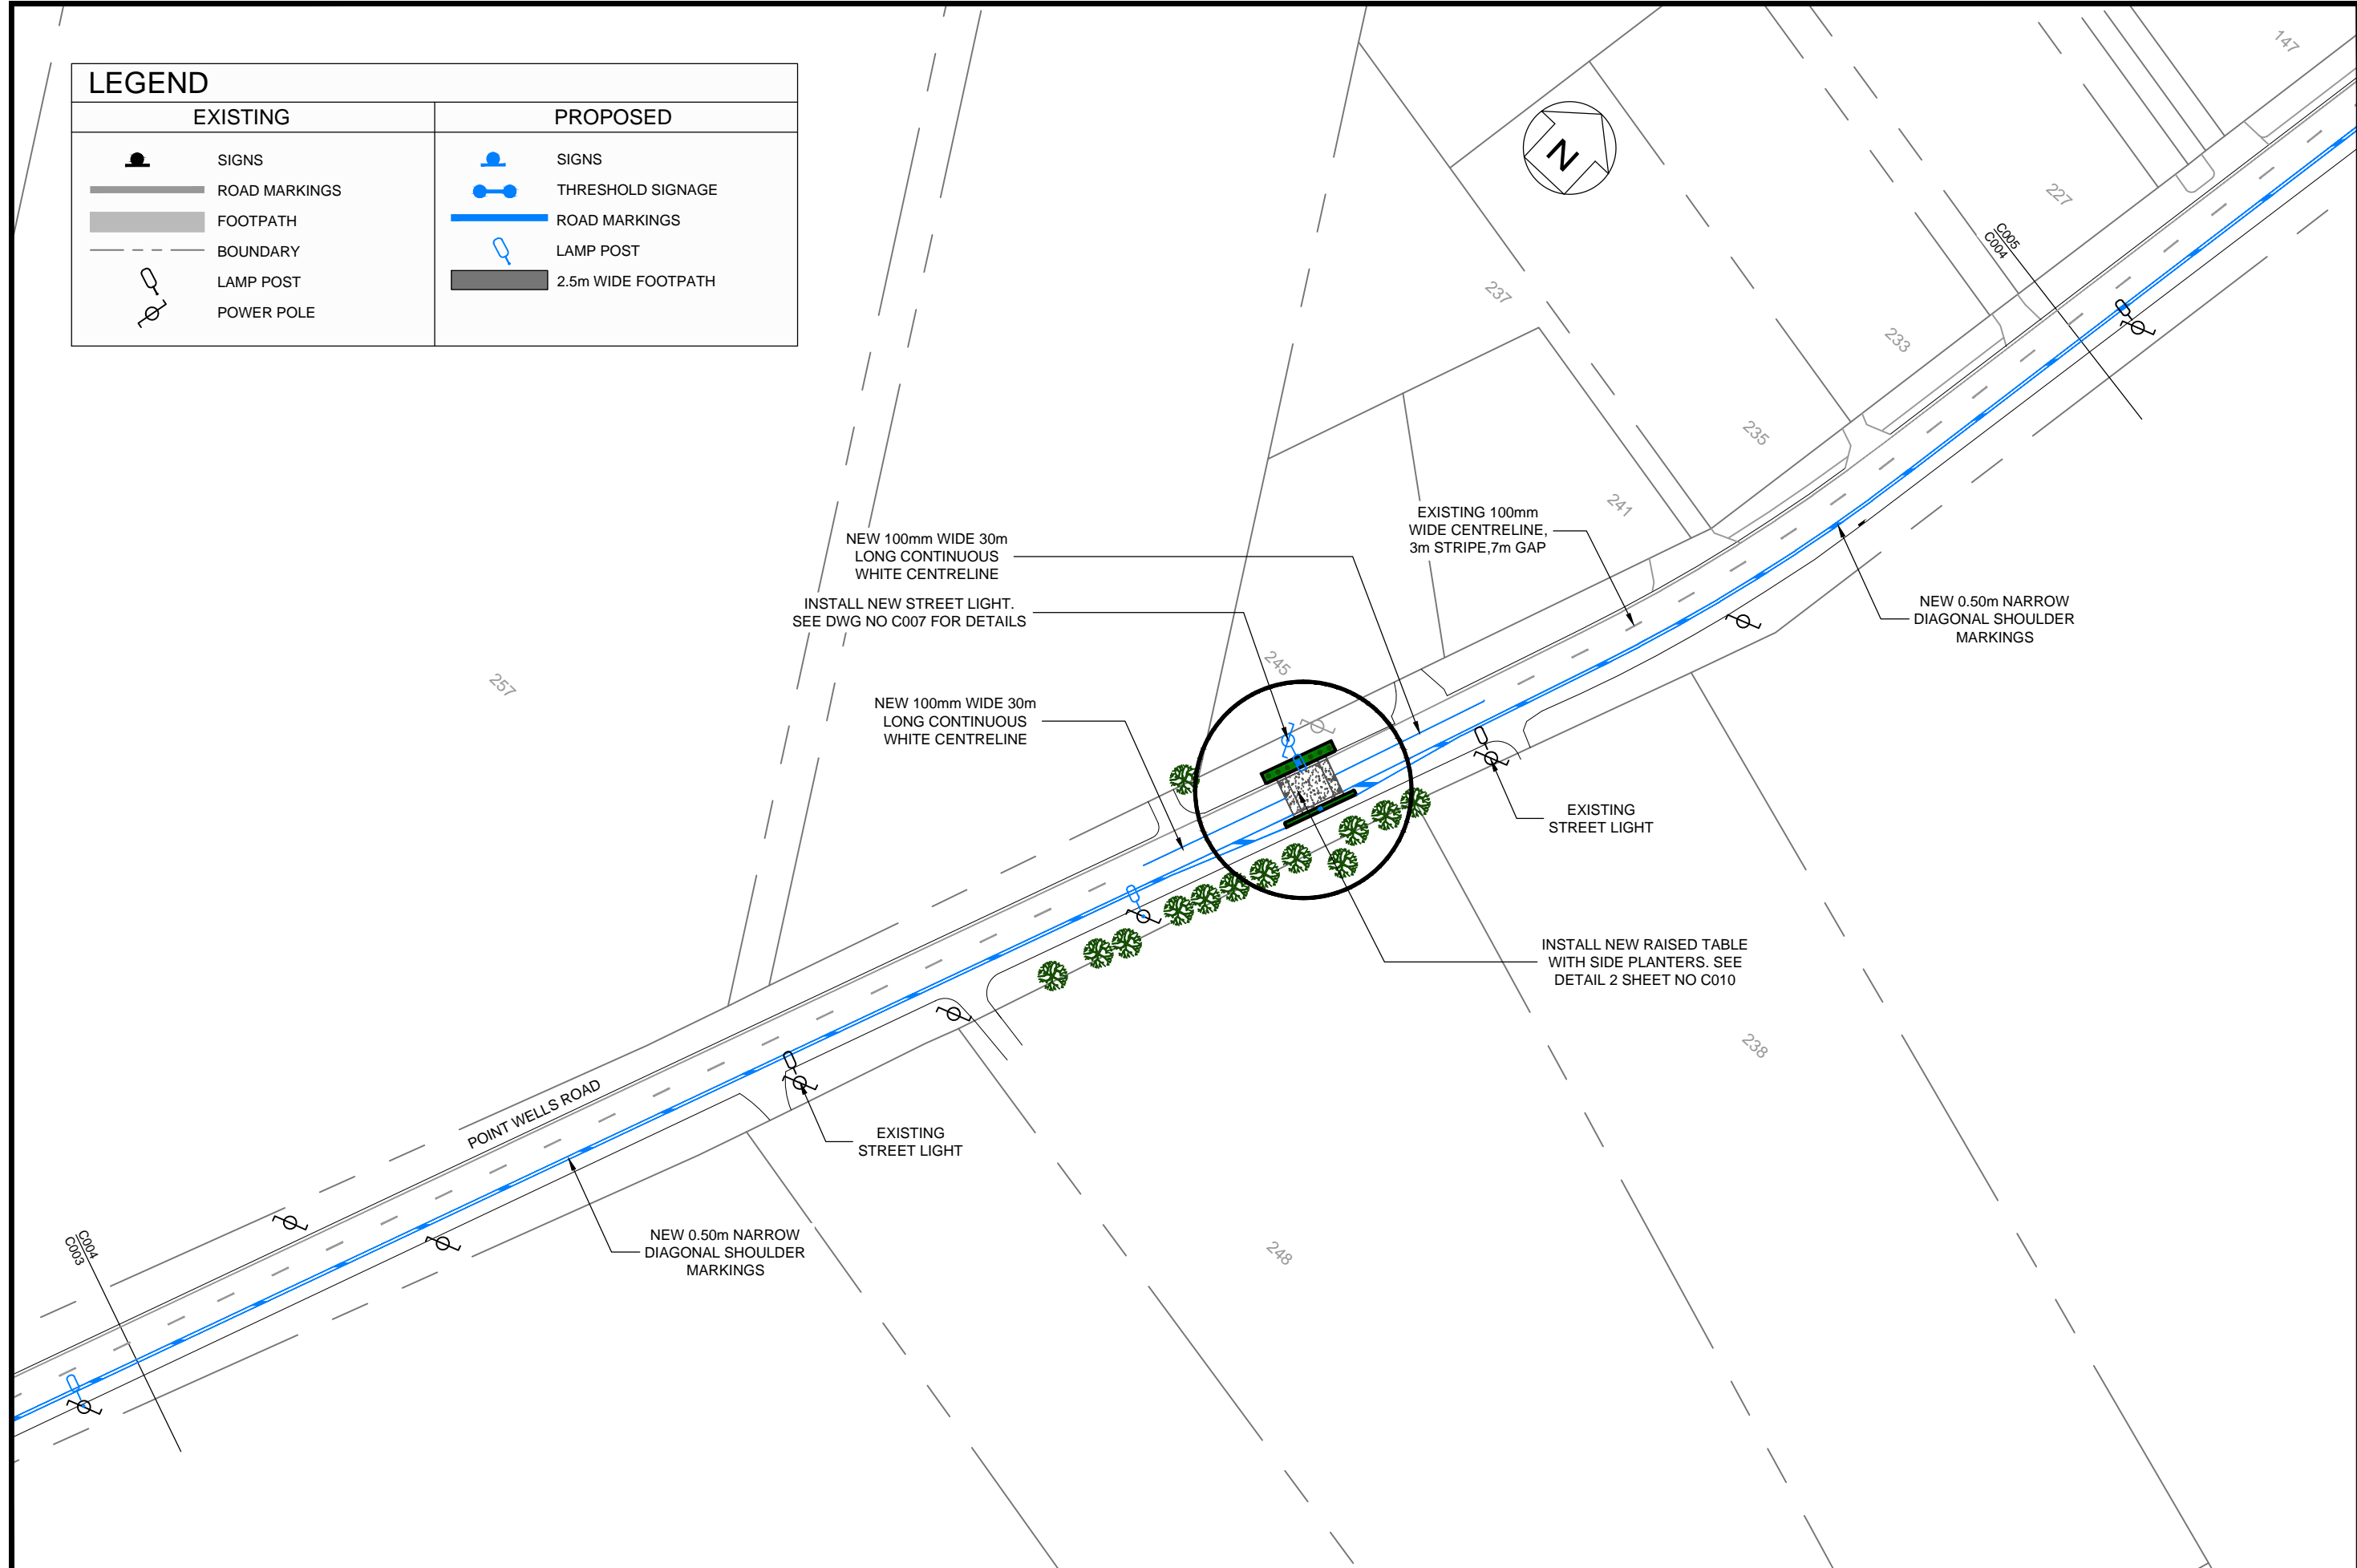 LEGEND
EXISTING
PROPOSED
SIGNS
ROAD MARKINGS
FOOTPATH
BOUNDARY
LAMP POST
POWER POLE
SIGNS
THRESHOLD SIGNAGE
ROAD MARKINGS
LAMP POST
2.5m WIDE FOOTPATH
N
147
227
C005
C004
237
233
235
241
EXISTING 100mm
WIDE CENTRELINE,
3m STRIPE,7m GAP
NEW 100mm WIDE 30m
LONG CONTINUOUS
WHITE CENTRELINE
INSTALL NEW STREET LIGHT.
SEE DWG NO C007 FOR DETAILS
NEW 0.50m NARROW
DIAGONAL SHOULDER
MARKINGS
245
257
NEW 100mm WIDE 30m
LONG CONTINUOUS
WHITE CENTRELINE
EXISTING
STREET LIGHT
INSTALL NEW RAISED TABLE
WITH SIDE PLANTERS. SEE
DETAIL 2 SHEET NO C010
238
POINT WELLS ROAD
EXISTING
STREET LIGHT
NEW 0.50m NARROW
DIAGONAL SHOULDER
MARKINGS
248
C004
C003